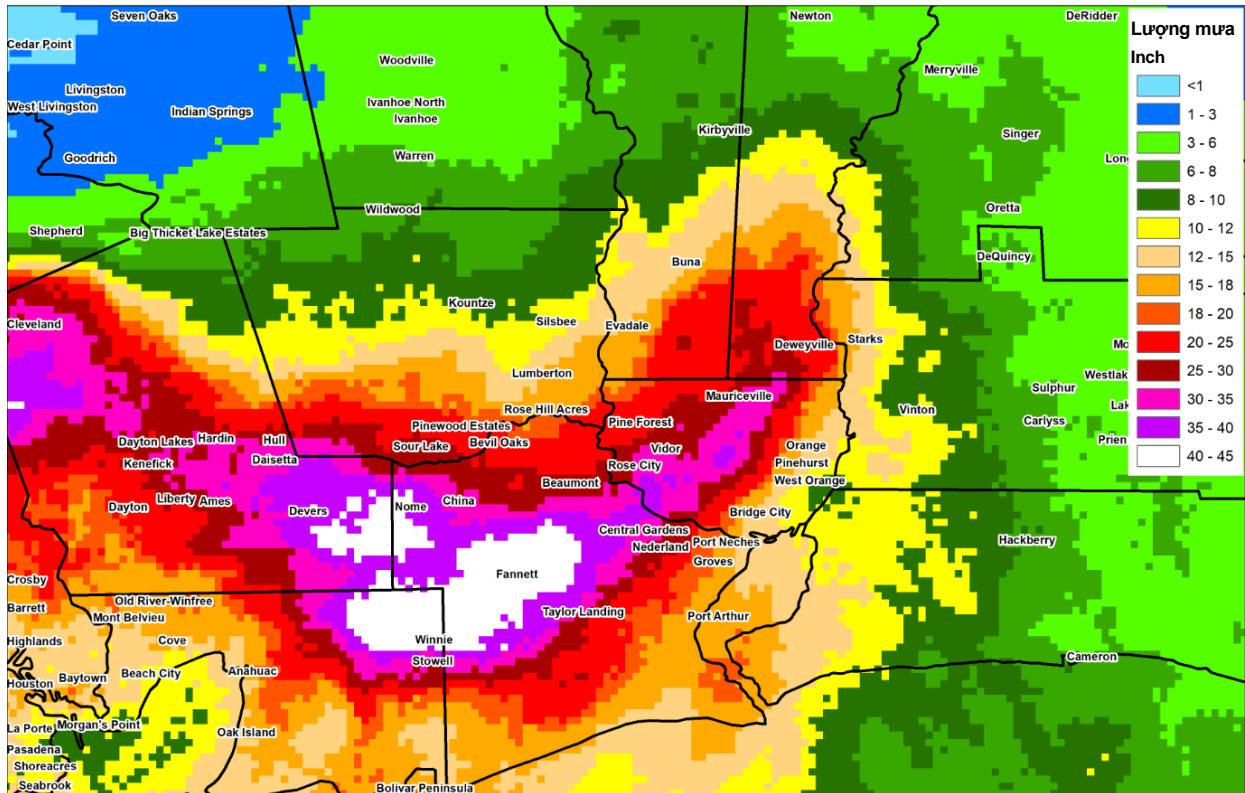 Seven Oaks
Newton
DeRidder
Cedar Point
Woodville
Merryville
Livingston
West Livingston
Indian Springs
Ivanhoe North
Ivanhoe
Kirbyville
Singer
Goodrich
Warren
Long
Wildwood
Oretta
Shepherd
Big Thicket Lake Estates
Buna
DeQuincy
Kountze
Cleveland
Silsbee
Evadale
Deweyville
Starks
Mo
Lumberton
Westlak
Sulphur
Mauriceville
Rose Hill Acres
Vinton
Lak
Carlyss
Pinewood Estates
Pine Forest
Dayton Lakes
Hardin
Hull
Sour Lake
Bevil Oaks
Vidor
Orange
Prien
Kenefick
Daisetta
Rose City
Pinehurst
Beaumont
West Orange
Liberty
Ames
Dayton
Devers
Nome
China
Bridge City
Central Gardens
Nederland
Port Neches
Hackberry
Groves
Crosby
Fannett
Old River-Winfree
Barrett
Mont Belvieu
Taylor Landing
Port Arthur
Highlands
Cove
Winnie
Stowell
Cameron
Beach City
Anahuac
Baytown
Houston
La Porte
Morgan's Point
Oak Island
Pasadena
Shoreacres
Seabrook
Bolivar Peninsula
Lượng mưa
Inch
<1
1 - 3
3 - 6
6 - 8
8 - 10
10 - 12
12 - 15
15 - 18
18 - 20
20 - 25
25 - 30
30 - 35
35 - 40
40 - 45